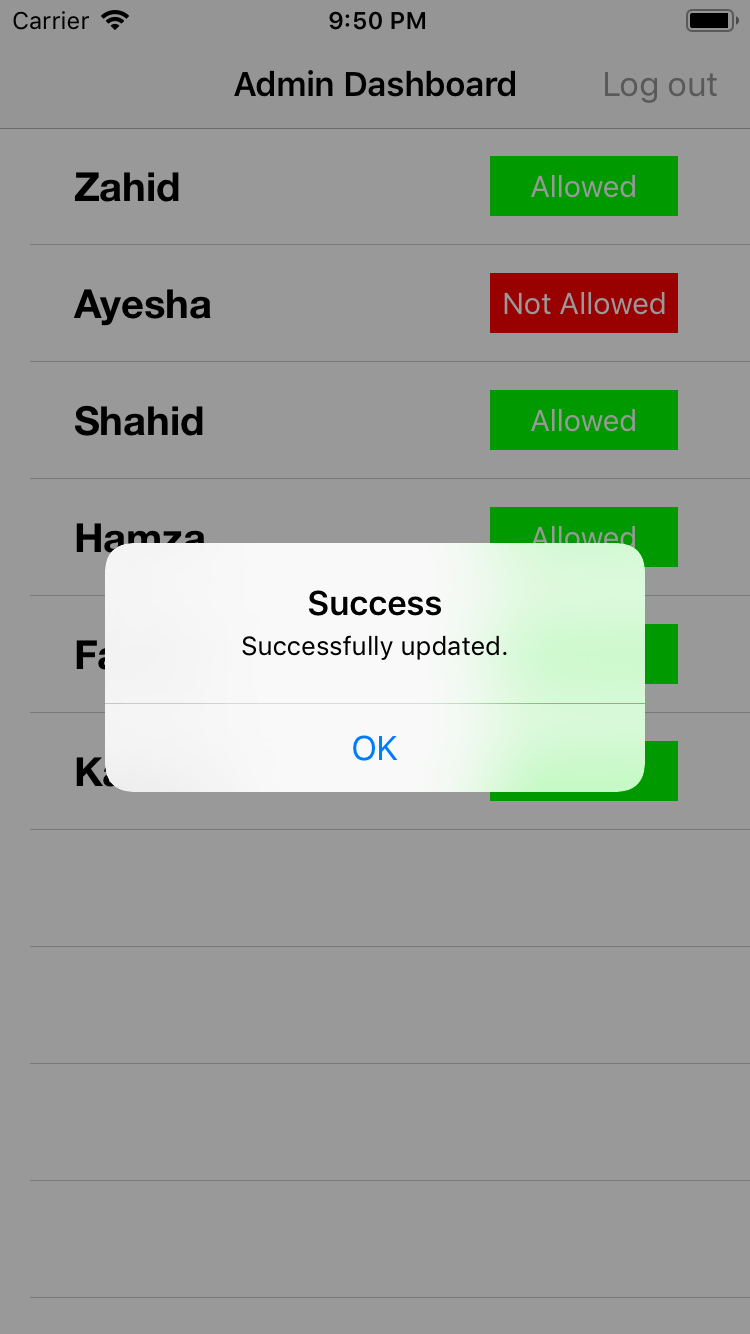 Carrier 9:50 PM
Admin Dashboard Log out
Zahid Allowed
Ayesha Not Allowed
Shahid Allowed
Hamza Allowed
Success
Successfully updated.
OK